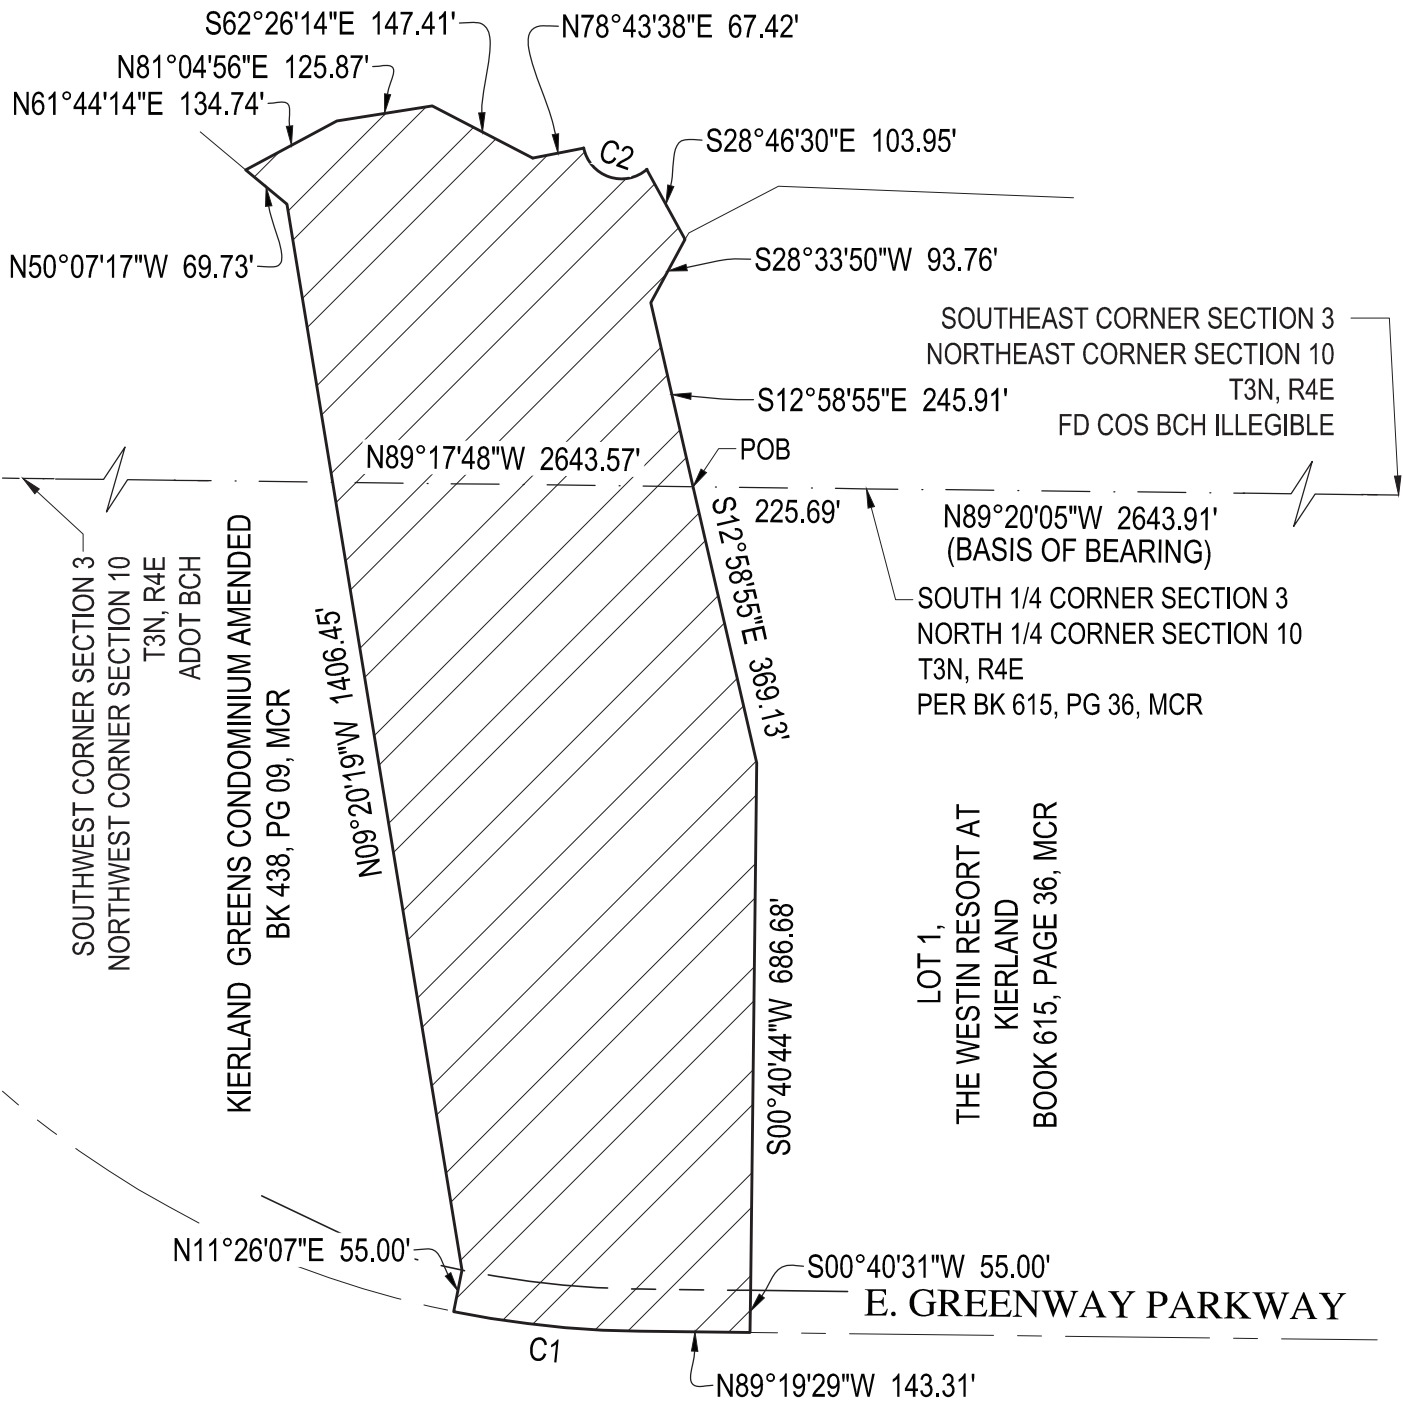 S62°26'14"E 147.41'
N78°43'38"E 67.42'
N81°04'56"E 125.87'
N61°44'14"E 134.74'
C2
S28°46'30"E 103.95'
N50°07'17"W 69.73'
S28°33'50"W 93.76'
SOUTHEAST CORNER SECTION 3
NORTHEAST CORNER SECTION 10
T3N, R4E
FD COS BCH ILLEGIBLE
S12°58'55"E 245.91'
N89°17'48"W 2643.57'
POB
225.69'
N89°20'05"W 2643.91'
(BASIS OF BEARING)
S12°58'55"E 369.13'
SOUTH 1/4 CORNER SECTION 3
NORTH 1/4 CORNER SECTION 10
T3N, R4E
PER BK 615, PG 36, MCR
SOUTHWEST CORNER SECTION 3
NORTHWEST CORNER SECTION 10
T3N, R4E
ADOT BCH
KIERLAND GREENS CONDOMINIUM AMENDED
BK 438, PG 09, MCR
N09°20'19"W 1406.45'
S00°40'44"W 686.68'
LOT 1,
THE WESTIN RESORT AT
KIERLAND
BOOK 615, PAGE 36, MCR
N11°26'07"E 55.00'
S00°40'31"W 55.00'
E. GREENWAY PARKWAY
C1
N89°19'29"W 143.31'